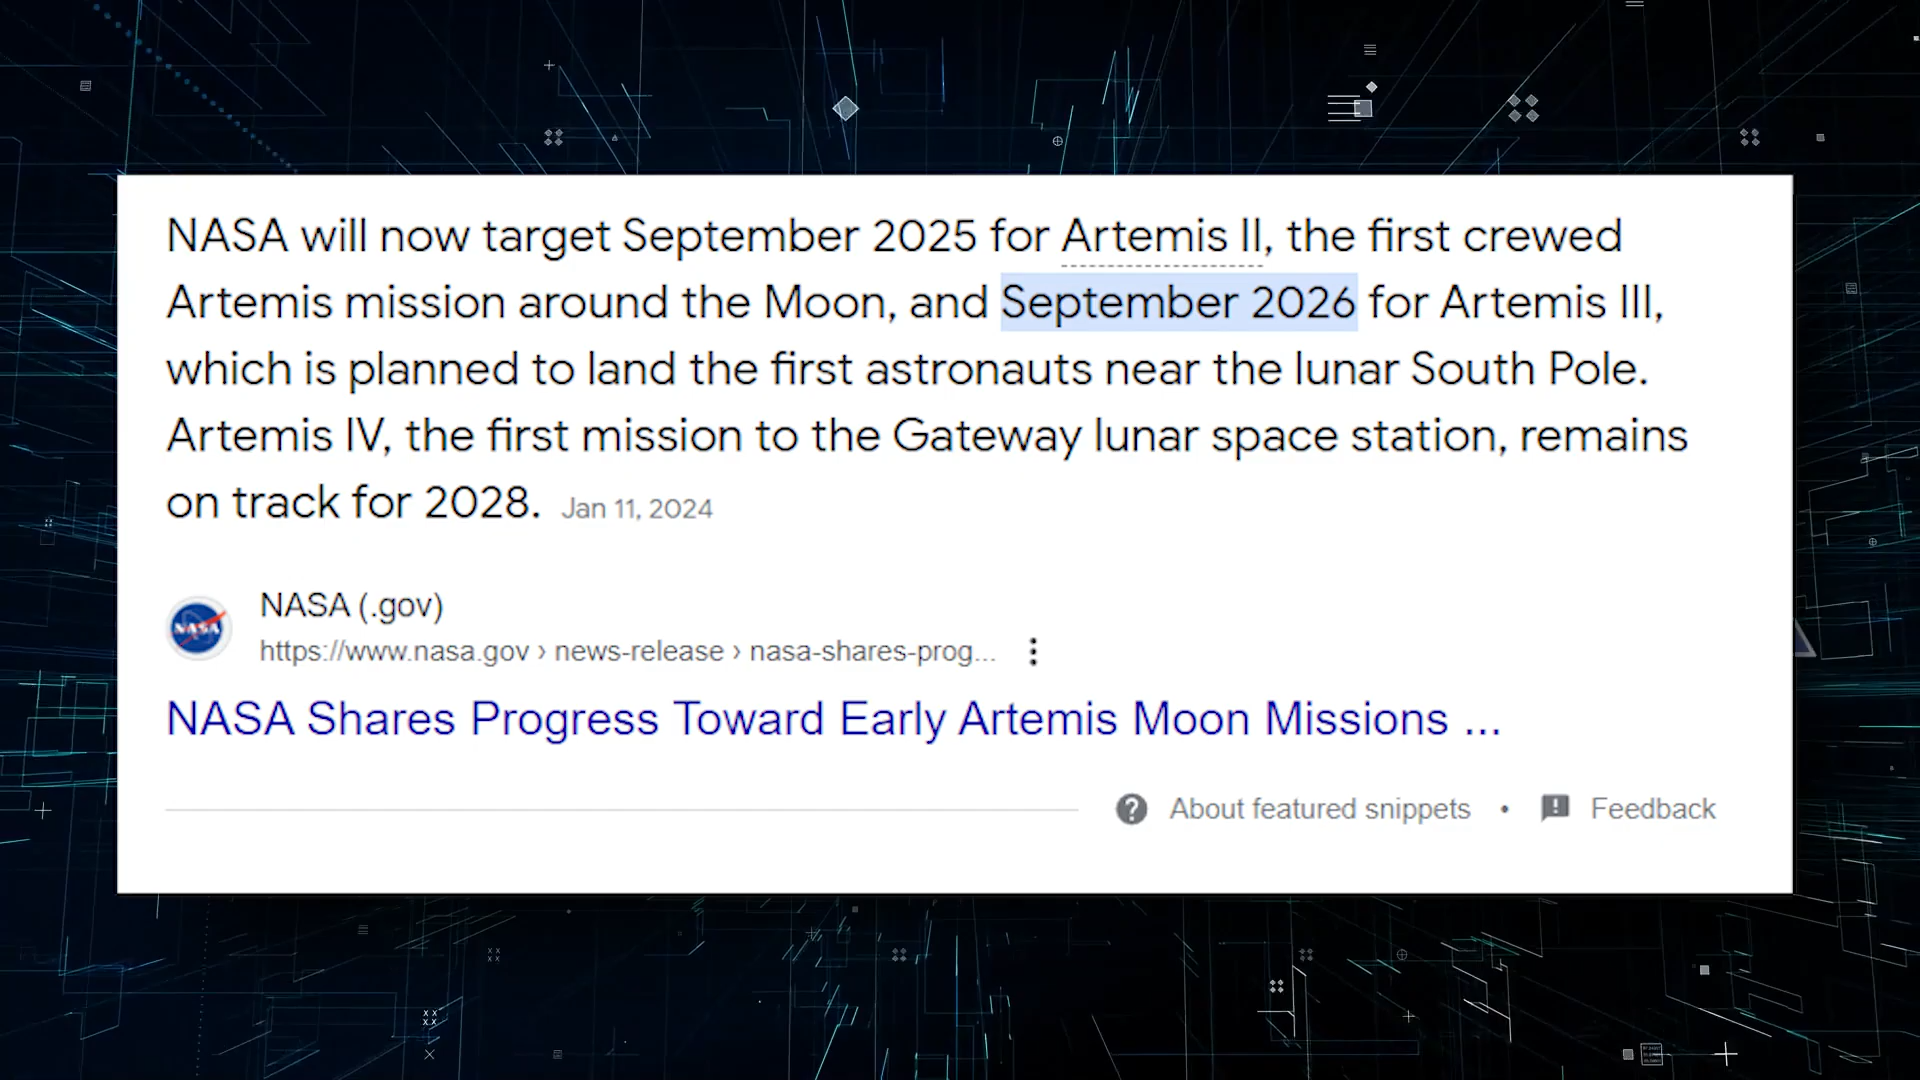 NASA will now target September 2025 for Artemis II, the first crewed
Artemis mission around the Moon, and September 2026 for Artemis III,
which is planned to land the first astronauts near the lunar South Pole.
Artemis IV, the first mission to the Gateway lunar space station, remains
on track for 2028. Jan 11, 2024
NASA
NASA (.gov)
https://www.nasa.gov › news-release › nasa-shares-prog...
NASA Shares Progress Toward Early Artemis Moon Missions ...
About featured snippets • Feedback